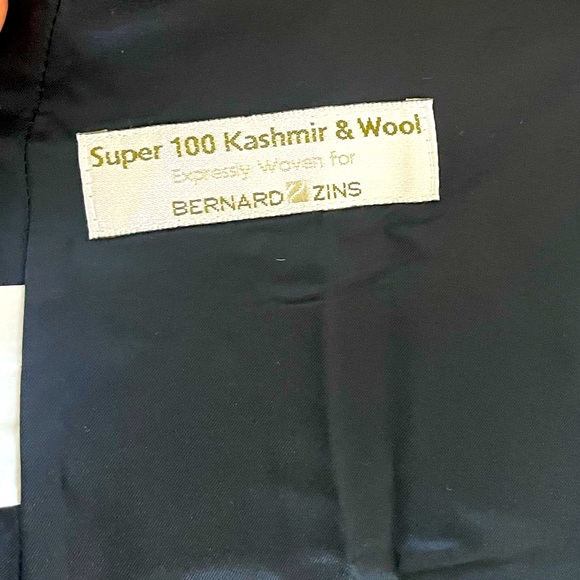 Super 100 Kashmir & Wool
Expressly Woven for
BERNARD ZINS